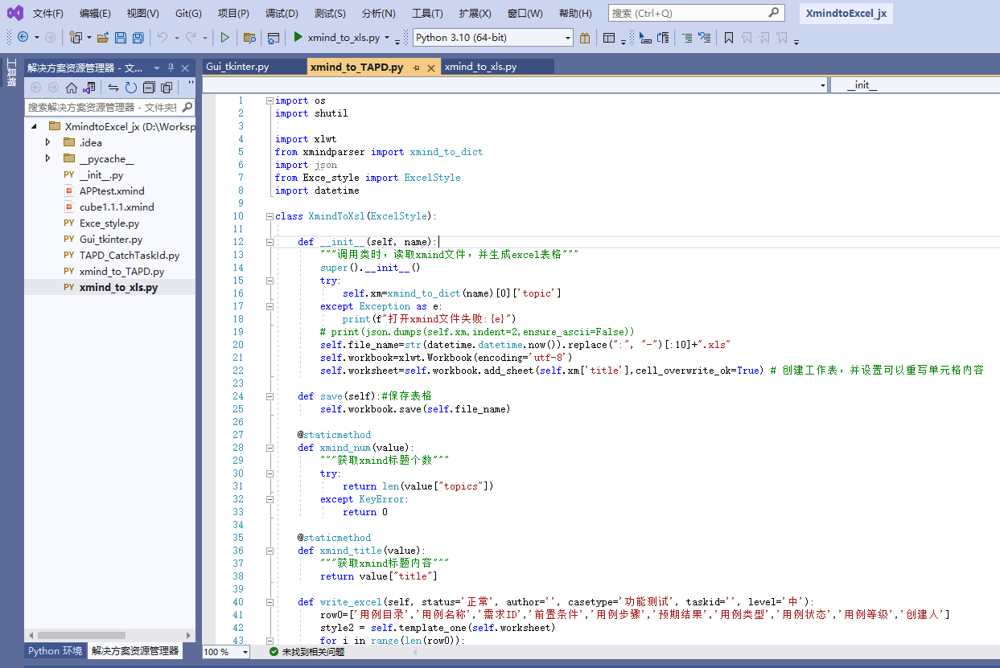 文件(F) 编辑(E) 视图(V) Git(G) 项目(P) 调试(D) 测试(S) 分析(N) 工具(T) 扩展(X) 窗口(W) 帮助(H) 搜索 (Ctrl+Q) XmindtoExcel_jx
xmind_to_xls.py Python 3.10 (64-bit)
工具箱
解决方案资源管理器 - 文...
搜索解决方案资源管理器 - 文件夹视
XmindtoExcel_jx (D:\Worksp
.idea
__pycache__
PY __init__.py
APPtest.xmind
cube1.1.1.xmind
PY Exce_style.py
PY Gui_tkinter.py
PY TAPD_CatchTaskId.py
PY xmind_to_TAPD.py
PY xmind_to_xls.py
Python 环境 解决方案资源管理器
Gui_tkinter.py xmind_to_TAPD.py xmind_to_xls.py
__init__
1 import os
2 import shutil
3
4 import xlwt
5 from xmindparser import xmind_to_dict
6 import json
7 from Exce_style import ExcelStyle
8 import datetime
9
10 class XmindToXsl(ExcelStyle):
11
12 def __init__(self, name):
13 """调用类时，读取xmind文件，并生成excel表格"""
14 super().__init__()
15 try:
16 self.xm=xmind_to_dict(name)[0]['topic']
17 except Exception as e:
18 print(f"打开xmind文件失败:{e}")
19 # print(json.dumps(self.xm,indent=2,ensure_ascii=False))
20 self.file_name=str(datetime.datetime.now()).replace(":", "-")[:10]+".xls"
21 self.workbook=xlwt.Workbook(encoding='utf-8')
22 self.worksheet=self.workbook.add_sheet(self.xm['title'],cell_overwrite_ok=True) # 创建工作表，并设置可以重写单元格内容
23
24 def save(self):#保存表格
25 self.workbook.save(self.file_name)
26
27 @staticmethod
28 def xmind_num(value):
29 """获取xmind标题个数"""
30 try:
31 return len(value["topics"])
32 except KeyError:
33 return 0
34
35 @staticmethod
36 def xmind_title(value):
37 """获取xmind标题内容"""
38 return value["title"]
39
40 def write_excel(self, status='正常', author='', casetype='功能测试', taskid='', level='中'):
41 row0=['用例目录','用例名称','需求ID','前置条件','用例步骤','预期结果','用例类型','用例状态','用例等级','创建人']
42 style2 = self.template_one(self.worksheet)
43 for i in range(len(row0)):
100 % 未找到相关问题